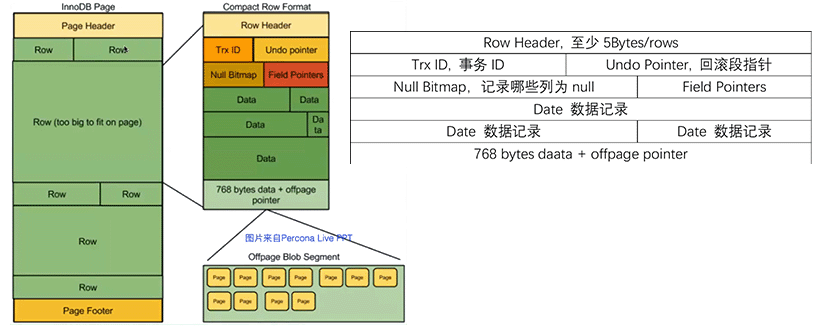 InnoDB Page
Page Header
Row
Row
Row (too big to fit on page)
Row
Row
Row
Row
Page Footer
Compact Row Format
Row Header
Trx ID
Undo pointer
Null Bitmap
Field Pointers
Data
Data
Data
Da
ta
Data
768 bytes data + offpage
pointer
图片来自Percona Live PPT
Offpage Blob Segment
Page
Page
Page
Page
Page
Page
Page
Page
Page
Page
Page
Row Header, 至少 5Bytes/rows
Trx ID, 事务 ID
Undo Pointer, 回滚段指针
Null Bitmap, 记录哪些列为 null
Field Pointers
Date 数据记录
Date 数据记录
Date 数据记录
768 bytes daata + offpage pointer